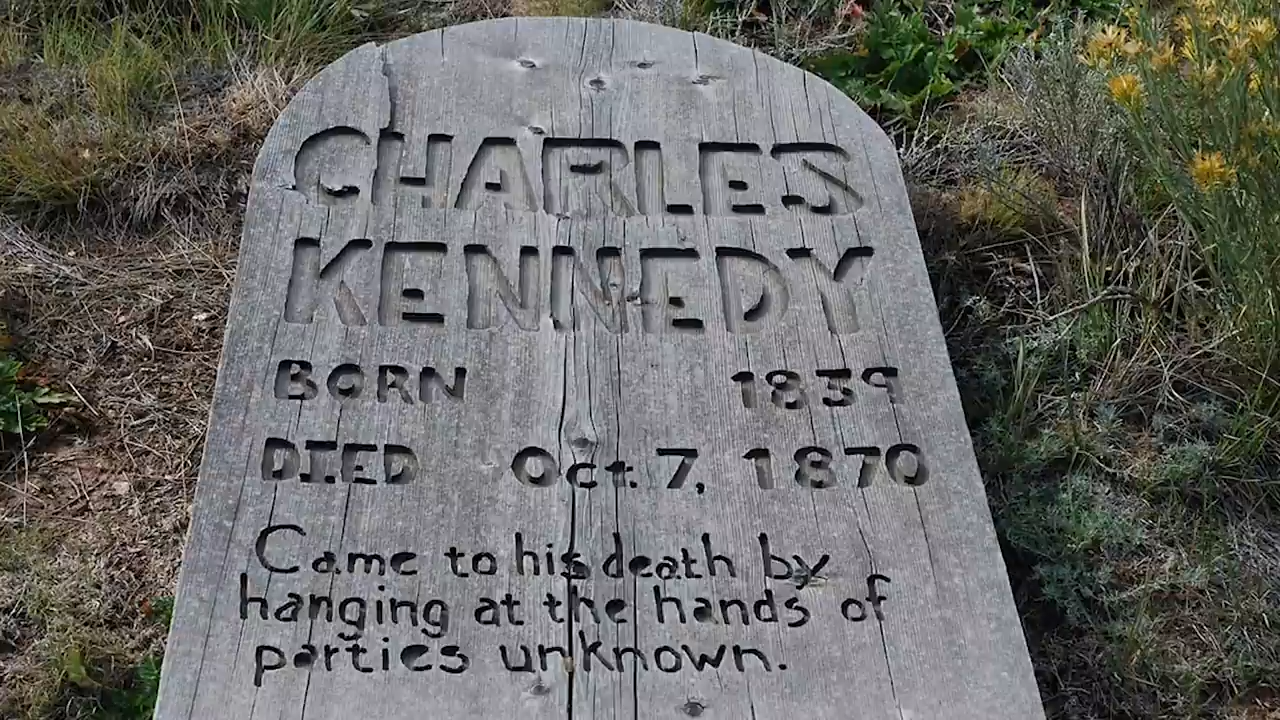 CHARLES
KENNEDY
BORN 1839
DIED Oct. 7, 1870
Came to his death by
hanging at the hands of
parties unknown.